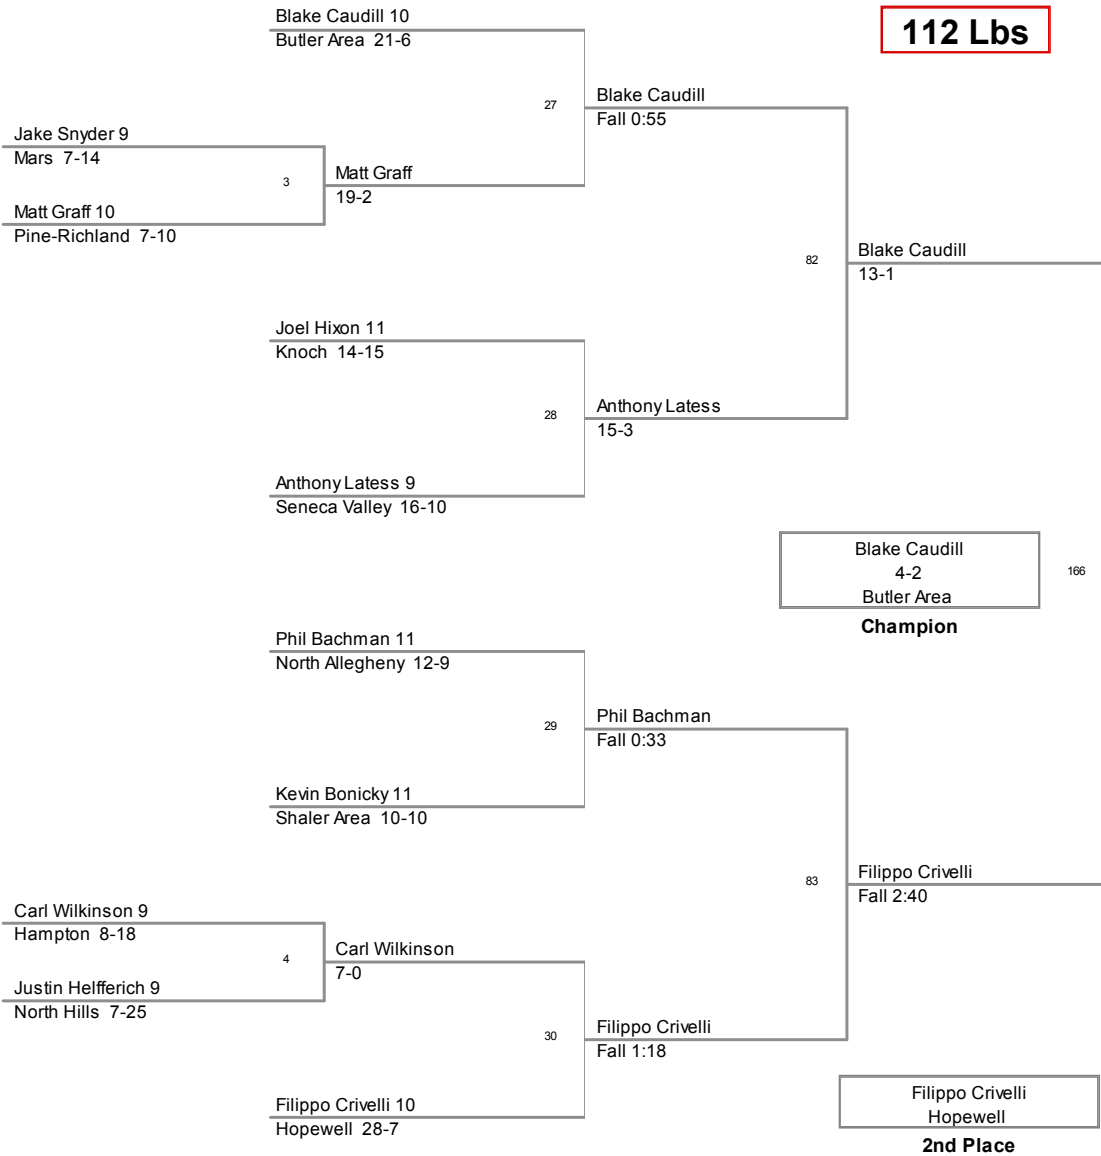 Blake Caudill 10
Butler Area 21-6
112 Lbs
27
Blake Caudill
Fall 0:55
Jake Snyder 9
Mars 7-14
3
Matt Graff
19-2
Matt Graff 10
Pine-Richland 7-10
82
Blake Caudill
13-1
Joel Hixon 11
Knoch 14-15
28
Anthony Latess
15-3
Anthony Latess 9
Seneca Valley 16-10
Blake Caudill
4-2
Butler Area
166
Champion
Phil Bachman 11
North Allegheny 12-9
29
Phil Bachman
Fall 0:33
Kevin Bonicky 11
Shaler Area 10-10
83
Filippo Crivelli
Fall 2:40
Carl Wilkinson 9
Hampton 8-18
4
Carl Wilkinson
7-0
Justin Helfferich 9
North Hills 7-25
30
Filippo Crivelli
Fall 1:18
Filippo Crivelli 10
Hopewell 28-7
Filippo Crivelli
Hopewell
2nd Place